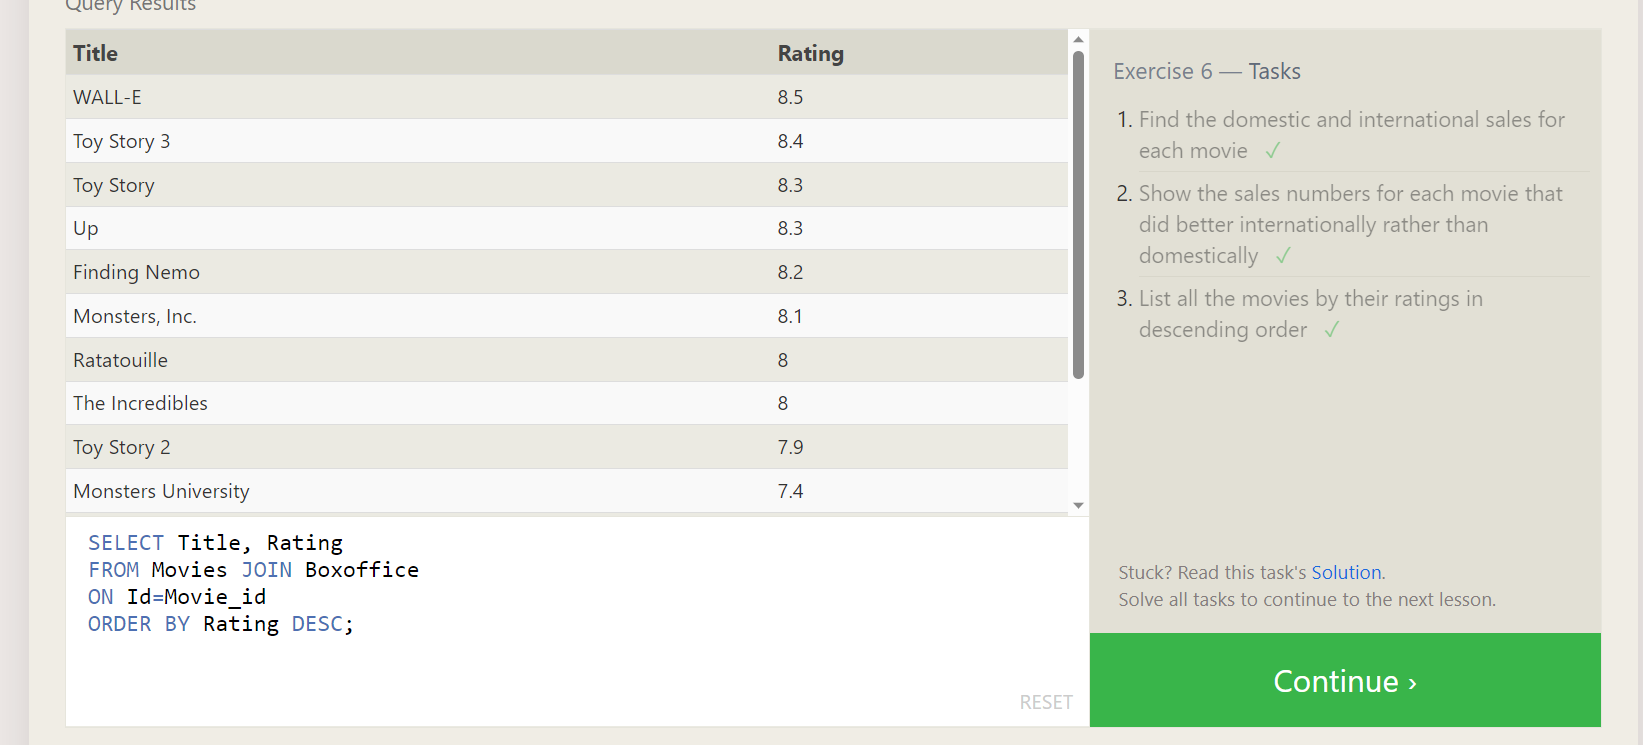 Query Results
Title Rating
WALL-E 8.5
Toy Story 3 8.4
Toy Story 8.3
Up 8.3
Finding Nemo 8.2
Monsters, Inc. 8.1
Ratatouille 8
The Incredibles 8
Toy Story 2 7.9
Monsters University 7.4
SELECT Title, Rating
FROM Movies JOIN Boxoffice
ON Id=Movie_id
ORDER BY Rating DESC;
RESET
Exercise 6 — Tasks
1. Find the domestic and international sales for
each movie ✓
2. Show the sales numbers for each movie that
did better internationally rather than
domestically ✓
3. List all the movies by their ratings in
descending order ✓
Stuck? Read this task's Solution.
Solve all tasks to continue to the next lesson.
Continue ›